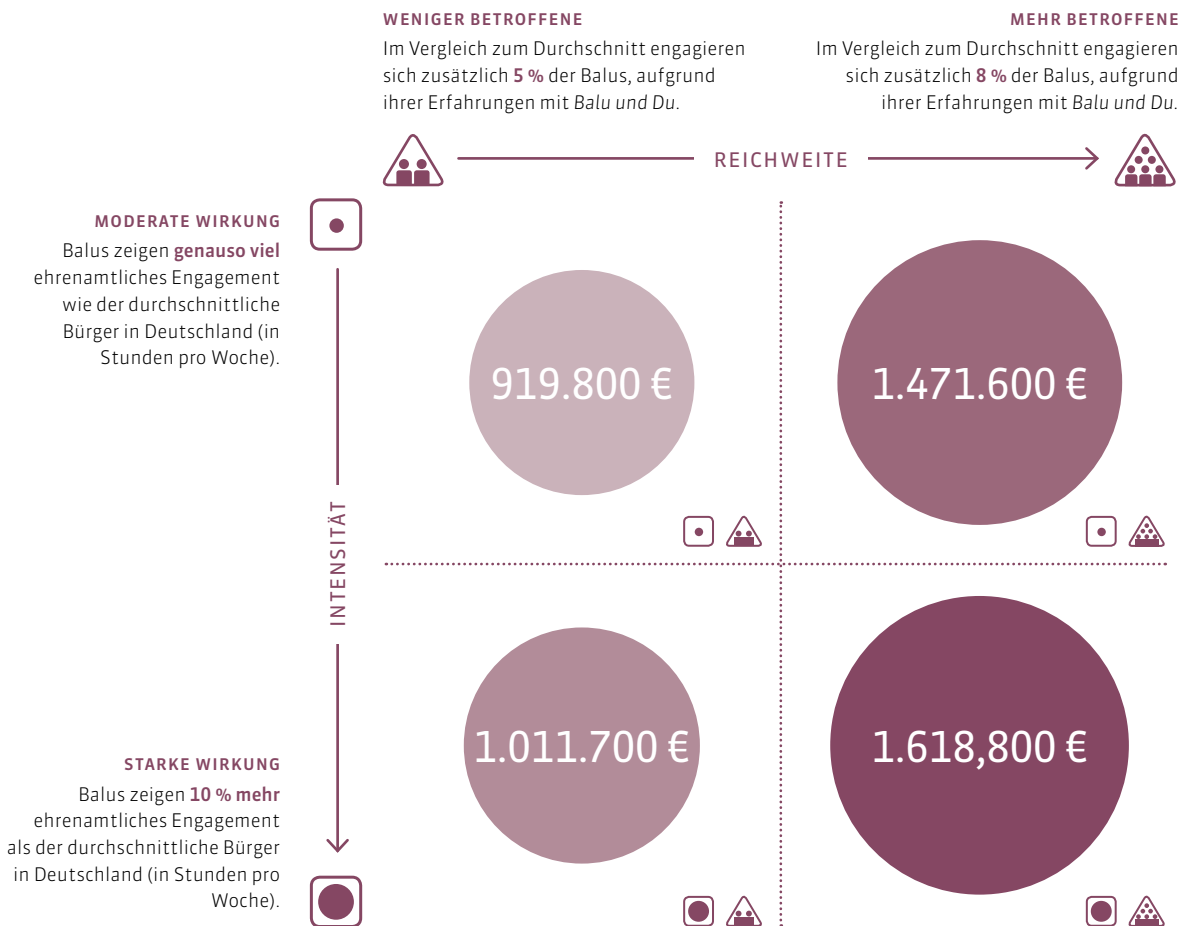 WENIGER BETROFFENE
Im Vergleich zum Durchschnitt engagieren
sich zusätzlich 5 % der Balus, aufgrund
ihrer Erfahrungen mit Balu und Du.
MEHR BETROFFENE
Im Vergleich zum Durchschnitt engagieren
sich zusätzlich 8 % der Balus, aufgrund
ihrer Erfahrungen mit Balu und Du.
REICHWEITE
MODERATE WIRKUNG
Balus zeigen genauso viel
ehrenamtliches Engagement
wie der durchschnittliche
Bürger in Deutschland (in
Stunden pro Woche).
919.800 €
1.471.600 €
INTENSITÄT
1.011.700 €
1.618,800 €
STARKE WIRKUNG
Balus zeigen 10 % mehr
ehrenamtliches Engagement
als der durchschnittliche Bürger
in Deutschland (in Stunden pro
Woche).